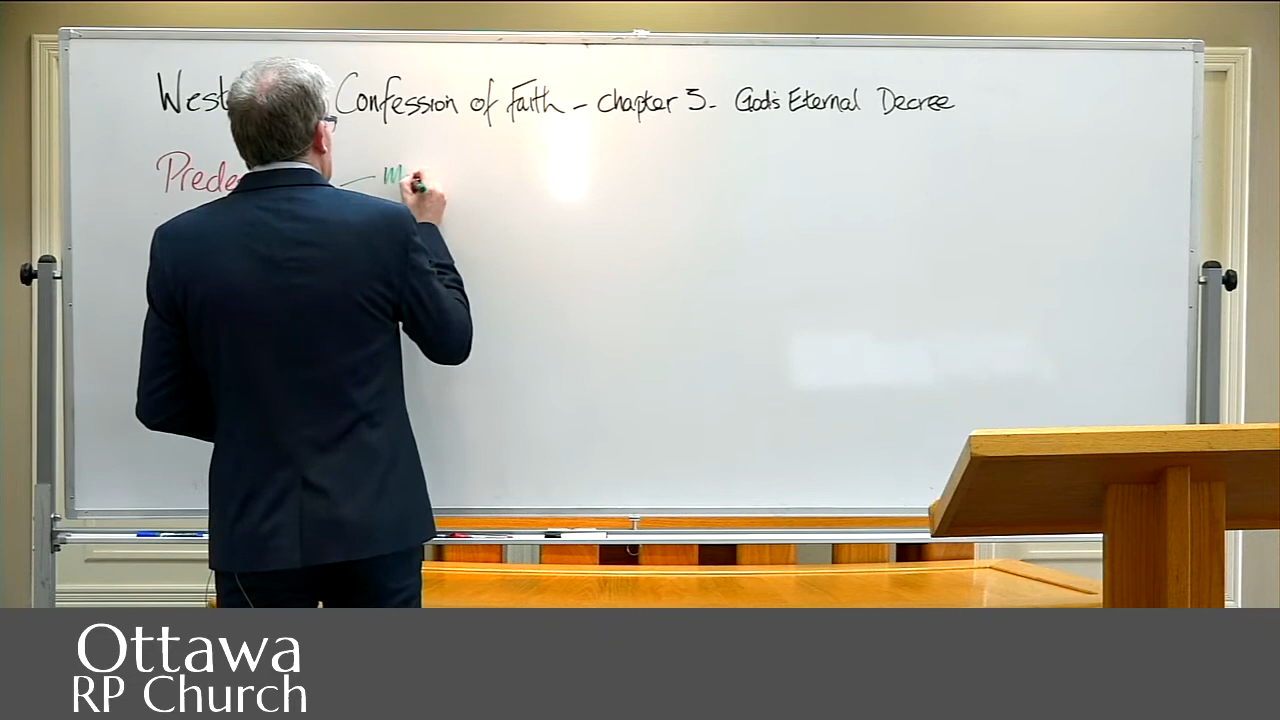 West Confession of Faith - Chapter 3 - God's Eternal Decree
Prede - M
Ottawa
RP Church